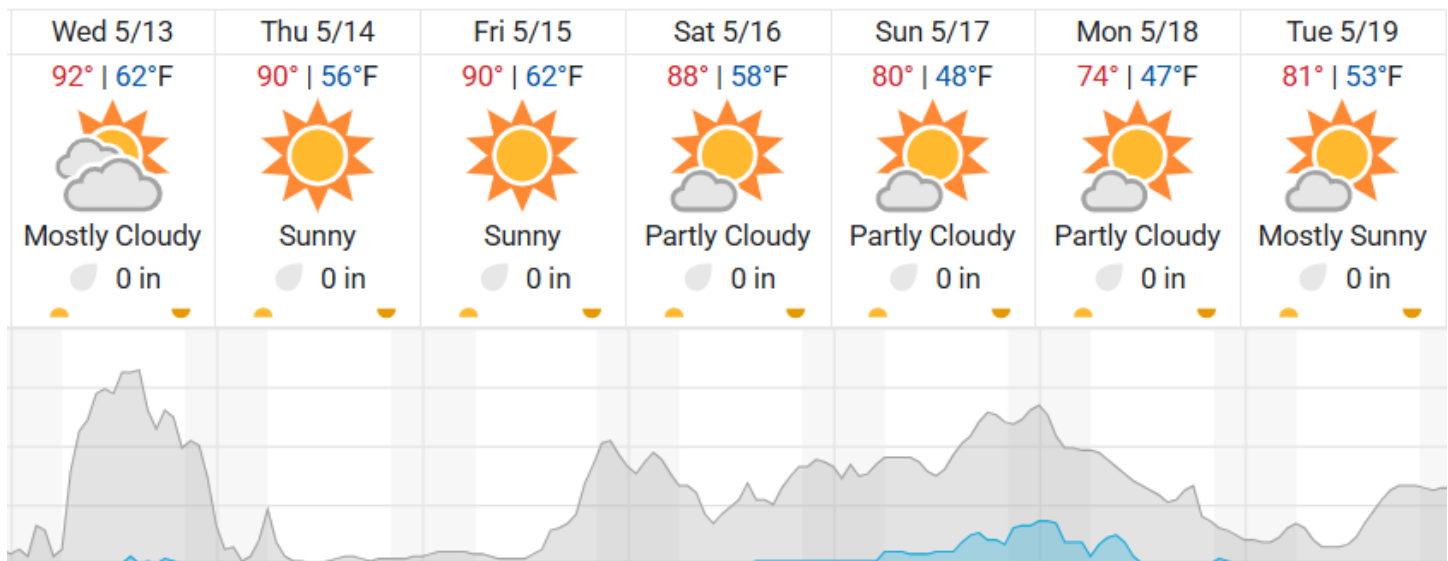 Wed 5/13 Thu 5/14 Fri 5/15 Sat 5/16 Sun 5/17 Mon 5/18 Tue 5/19
92° | 62°F 90° | 56°F 90° | 62°F 88° | 58°F 80° | 48°F 74° | 47°F 81° | 53°F
Mostly Cloudy Sunny Sunny Partly Cloudy Partly Cloudy Partly Cloudy Mostly Sunny
0 in 0 in 0 in 0 in 0 in 0 in 0 in